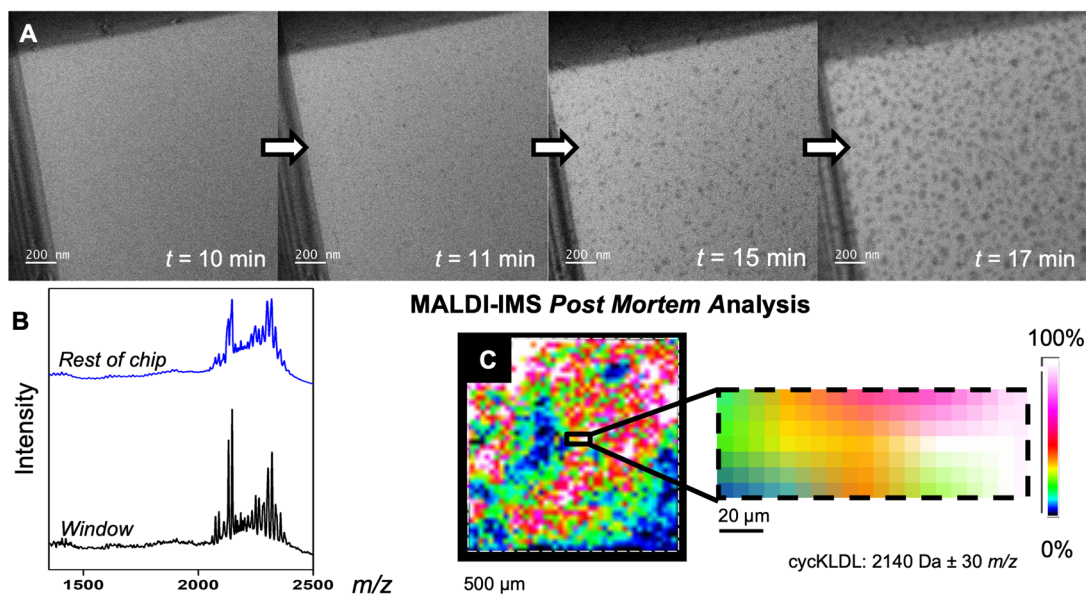 A
200 nm
t = 10 min
200 nm
t = 11 min
200 nm
t = 15 min
200 nm
t = 17 min
B
MALDI-IMS Post Mortem Analysis
Rest of chip
Window
Intensity
1500
2000
2500
m/z
C
500 µm
20 µm
100%
0%
cycKLDL: 2140 Da ± 30 m/z